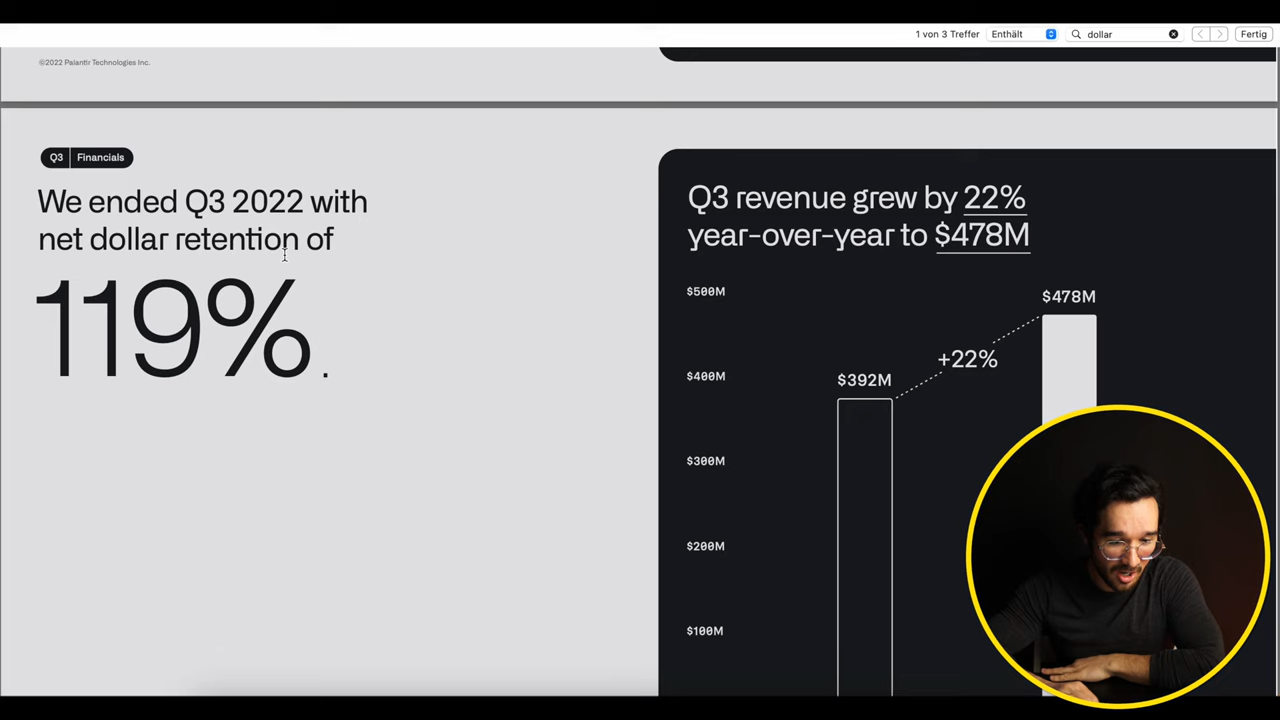 1 von 3 Treffer
Enthält
dollar
Fertig
©2022 Palantir Technologies Inc.
Q3 Financials
We ended Q3 2022 with
net dollar retention of
119%.
Q3 revenue grew by 22%
year-over-year to $478M
$500M
$478M
+22%
$400M
$392M
$300M
$200M
$100M